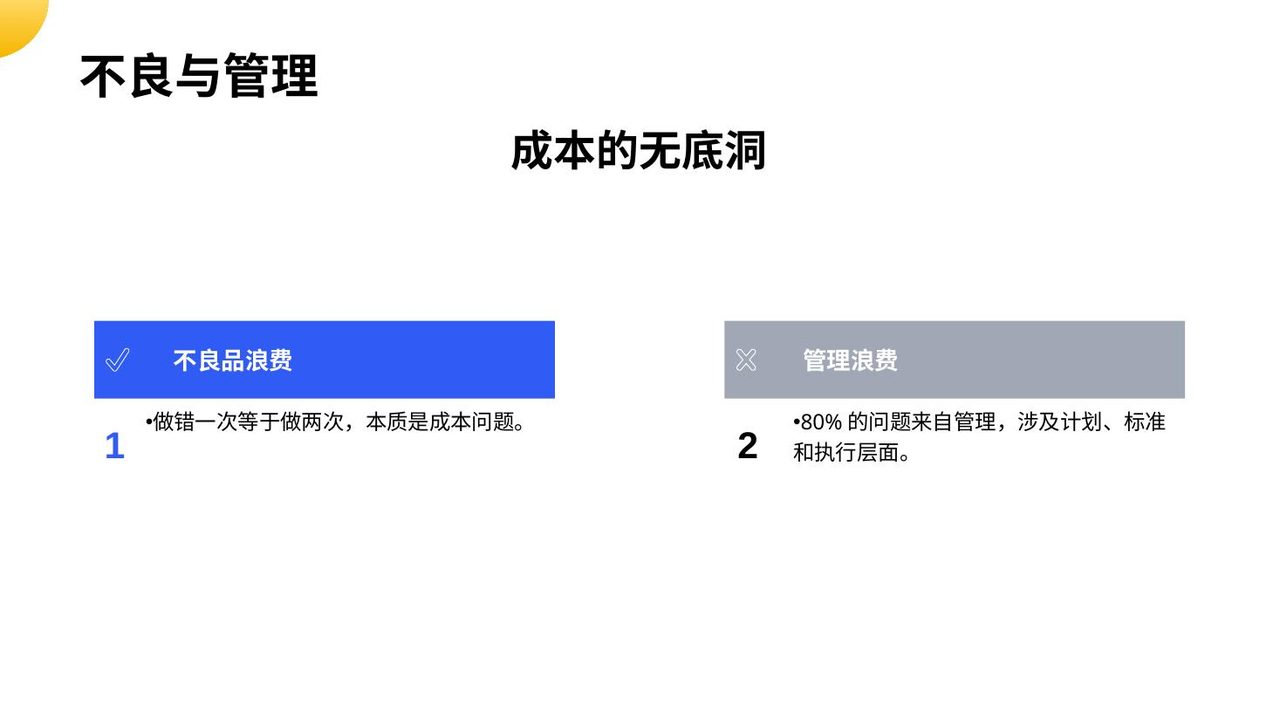 不良与管理
成本的无底洞
不良品浪费
1
•做错一次等于做两次，本质是成本问题。
管理浪费
2
•80% 的问题来自管理，涉及计划、标准
和执行层面。